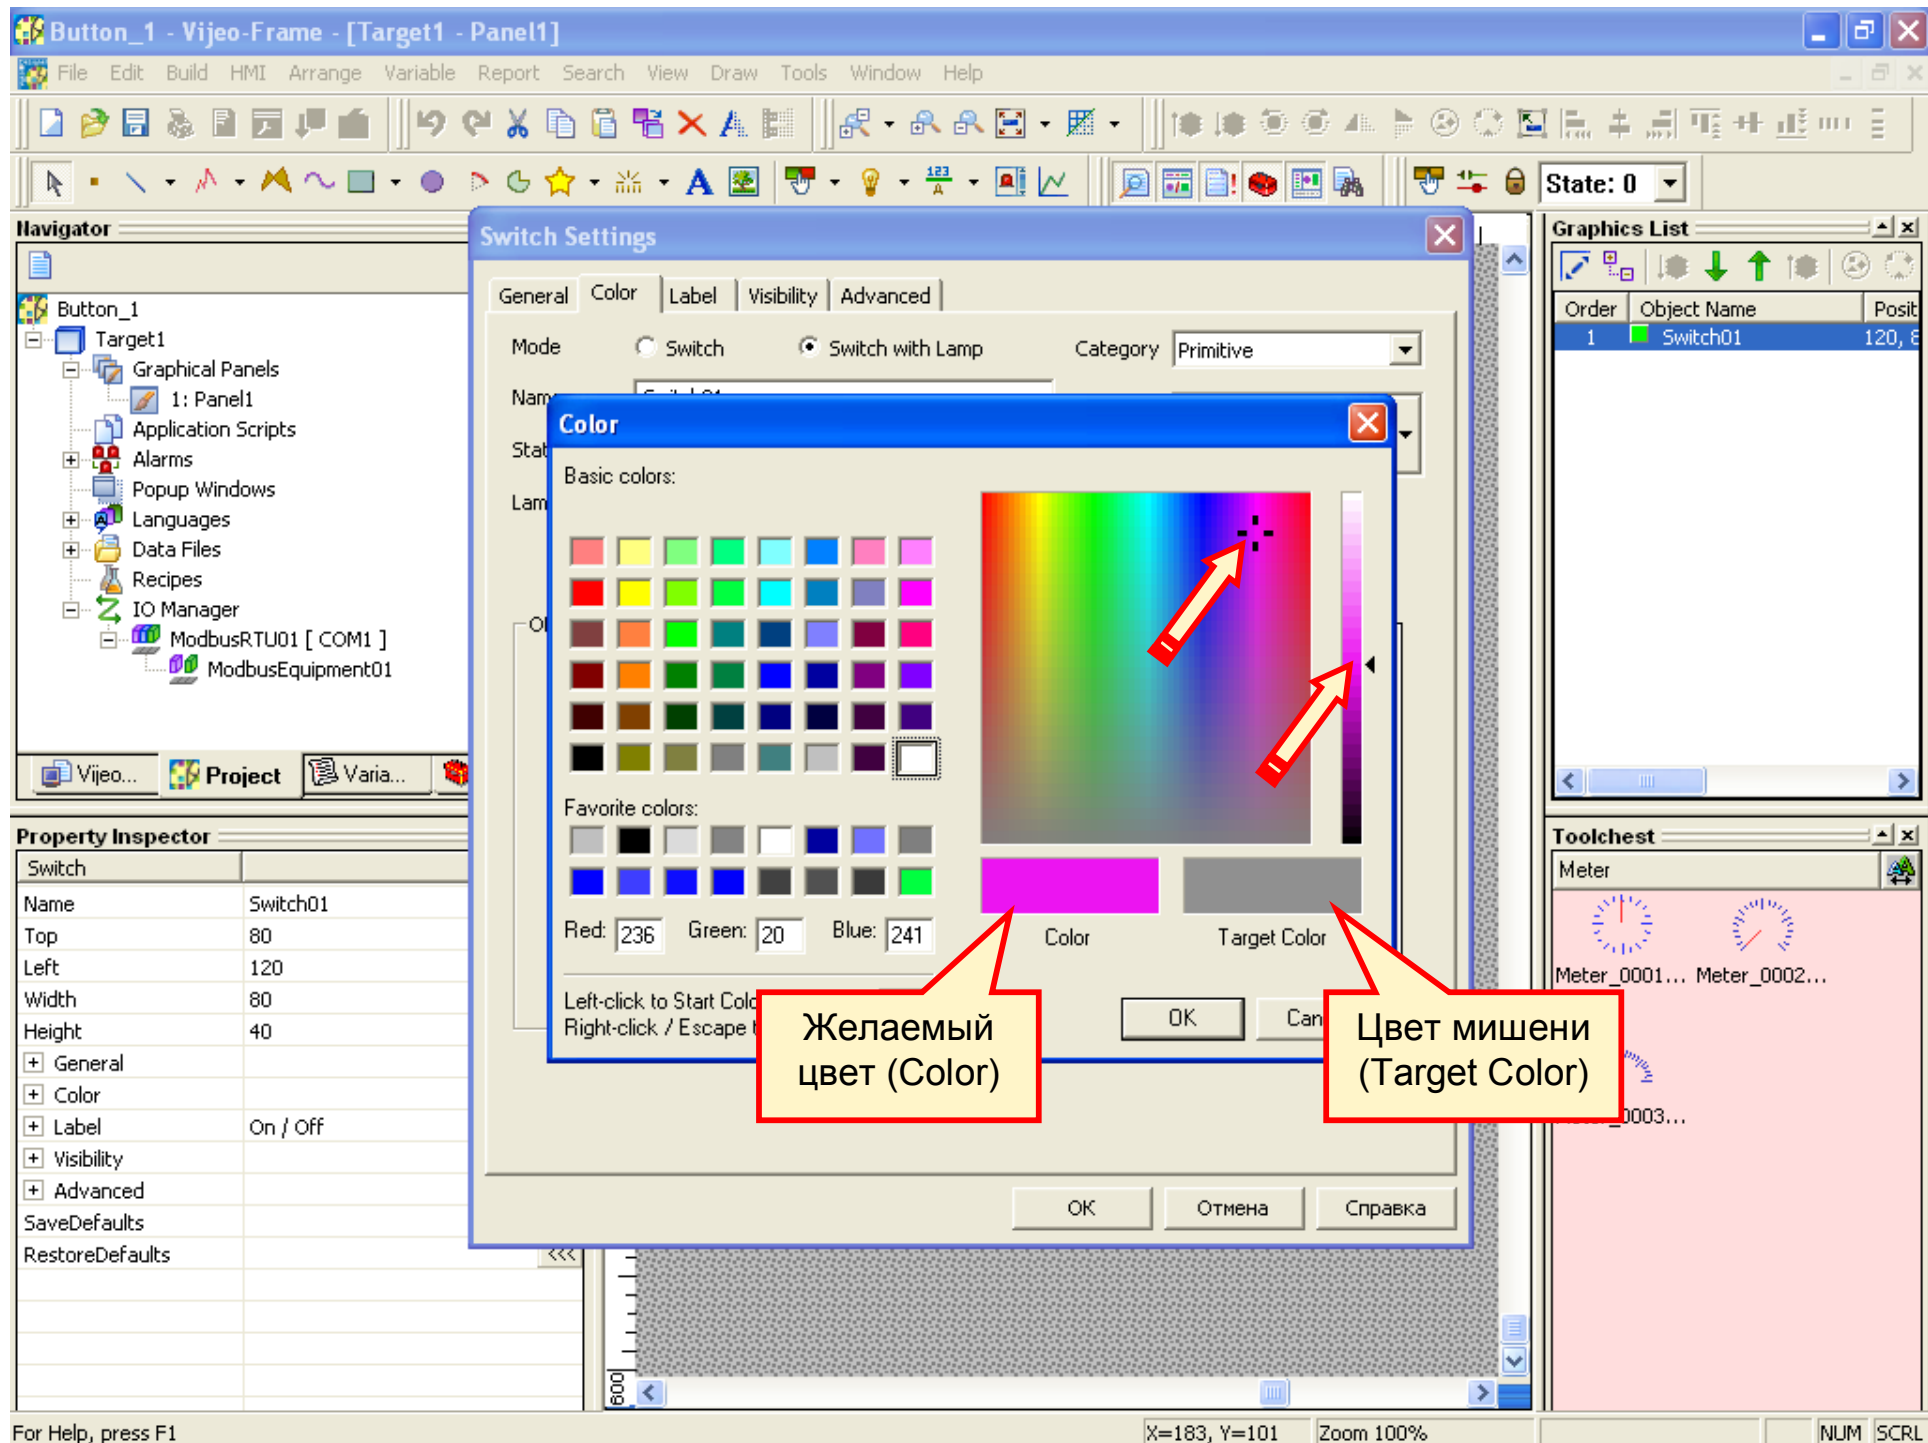 Button_1 - Vijeo-Frame - [Target1 - Panel1]
File Edit Build HMI Arrange Variable Report Search View Draw Tools Window Help
State: 0
Navigator
Button_1
Target1
Graphical Panels
1: Panel1
Application Scripts
Alarms
Popup Windows
Languages
Data Files
Recipes
IO Manager
ModbusRTU01 [ COM1 ]
ModbusEquipment01
Vijeo... Project Varia...
Property Inspector
Switch
Name Switch01
Top 80
Left 120
Width 80
Height 40
General
Color
Label On / Off
Visibility
Advanced
SaveDefaults
RestoreDefaults <<<
Switch Settings
General Color Label Visibility Advanced
Mode Switch Switch with Lamp Category Primitive
Color
Basic colors:
Favorite colors:
Red: 236 Green: 20 Blue: 241
Color Target Color
Left-click to Start
Right-click / Escape
OK
Желаемый
цвет (Color)
Цвет мишени
(Target Color)
ОК Отмена Справка
600
Graphics List
Order Object Name Posit
1 Switch01 120, 8
Toolchest
Meter
Meter_0001... Meter_0002...
For Help, press F1
X=183, Y=101 Zoom 100% NUM SCRL